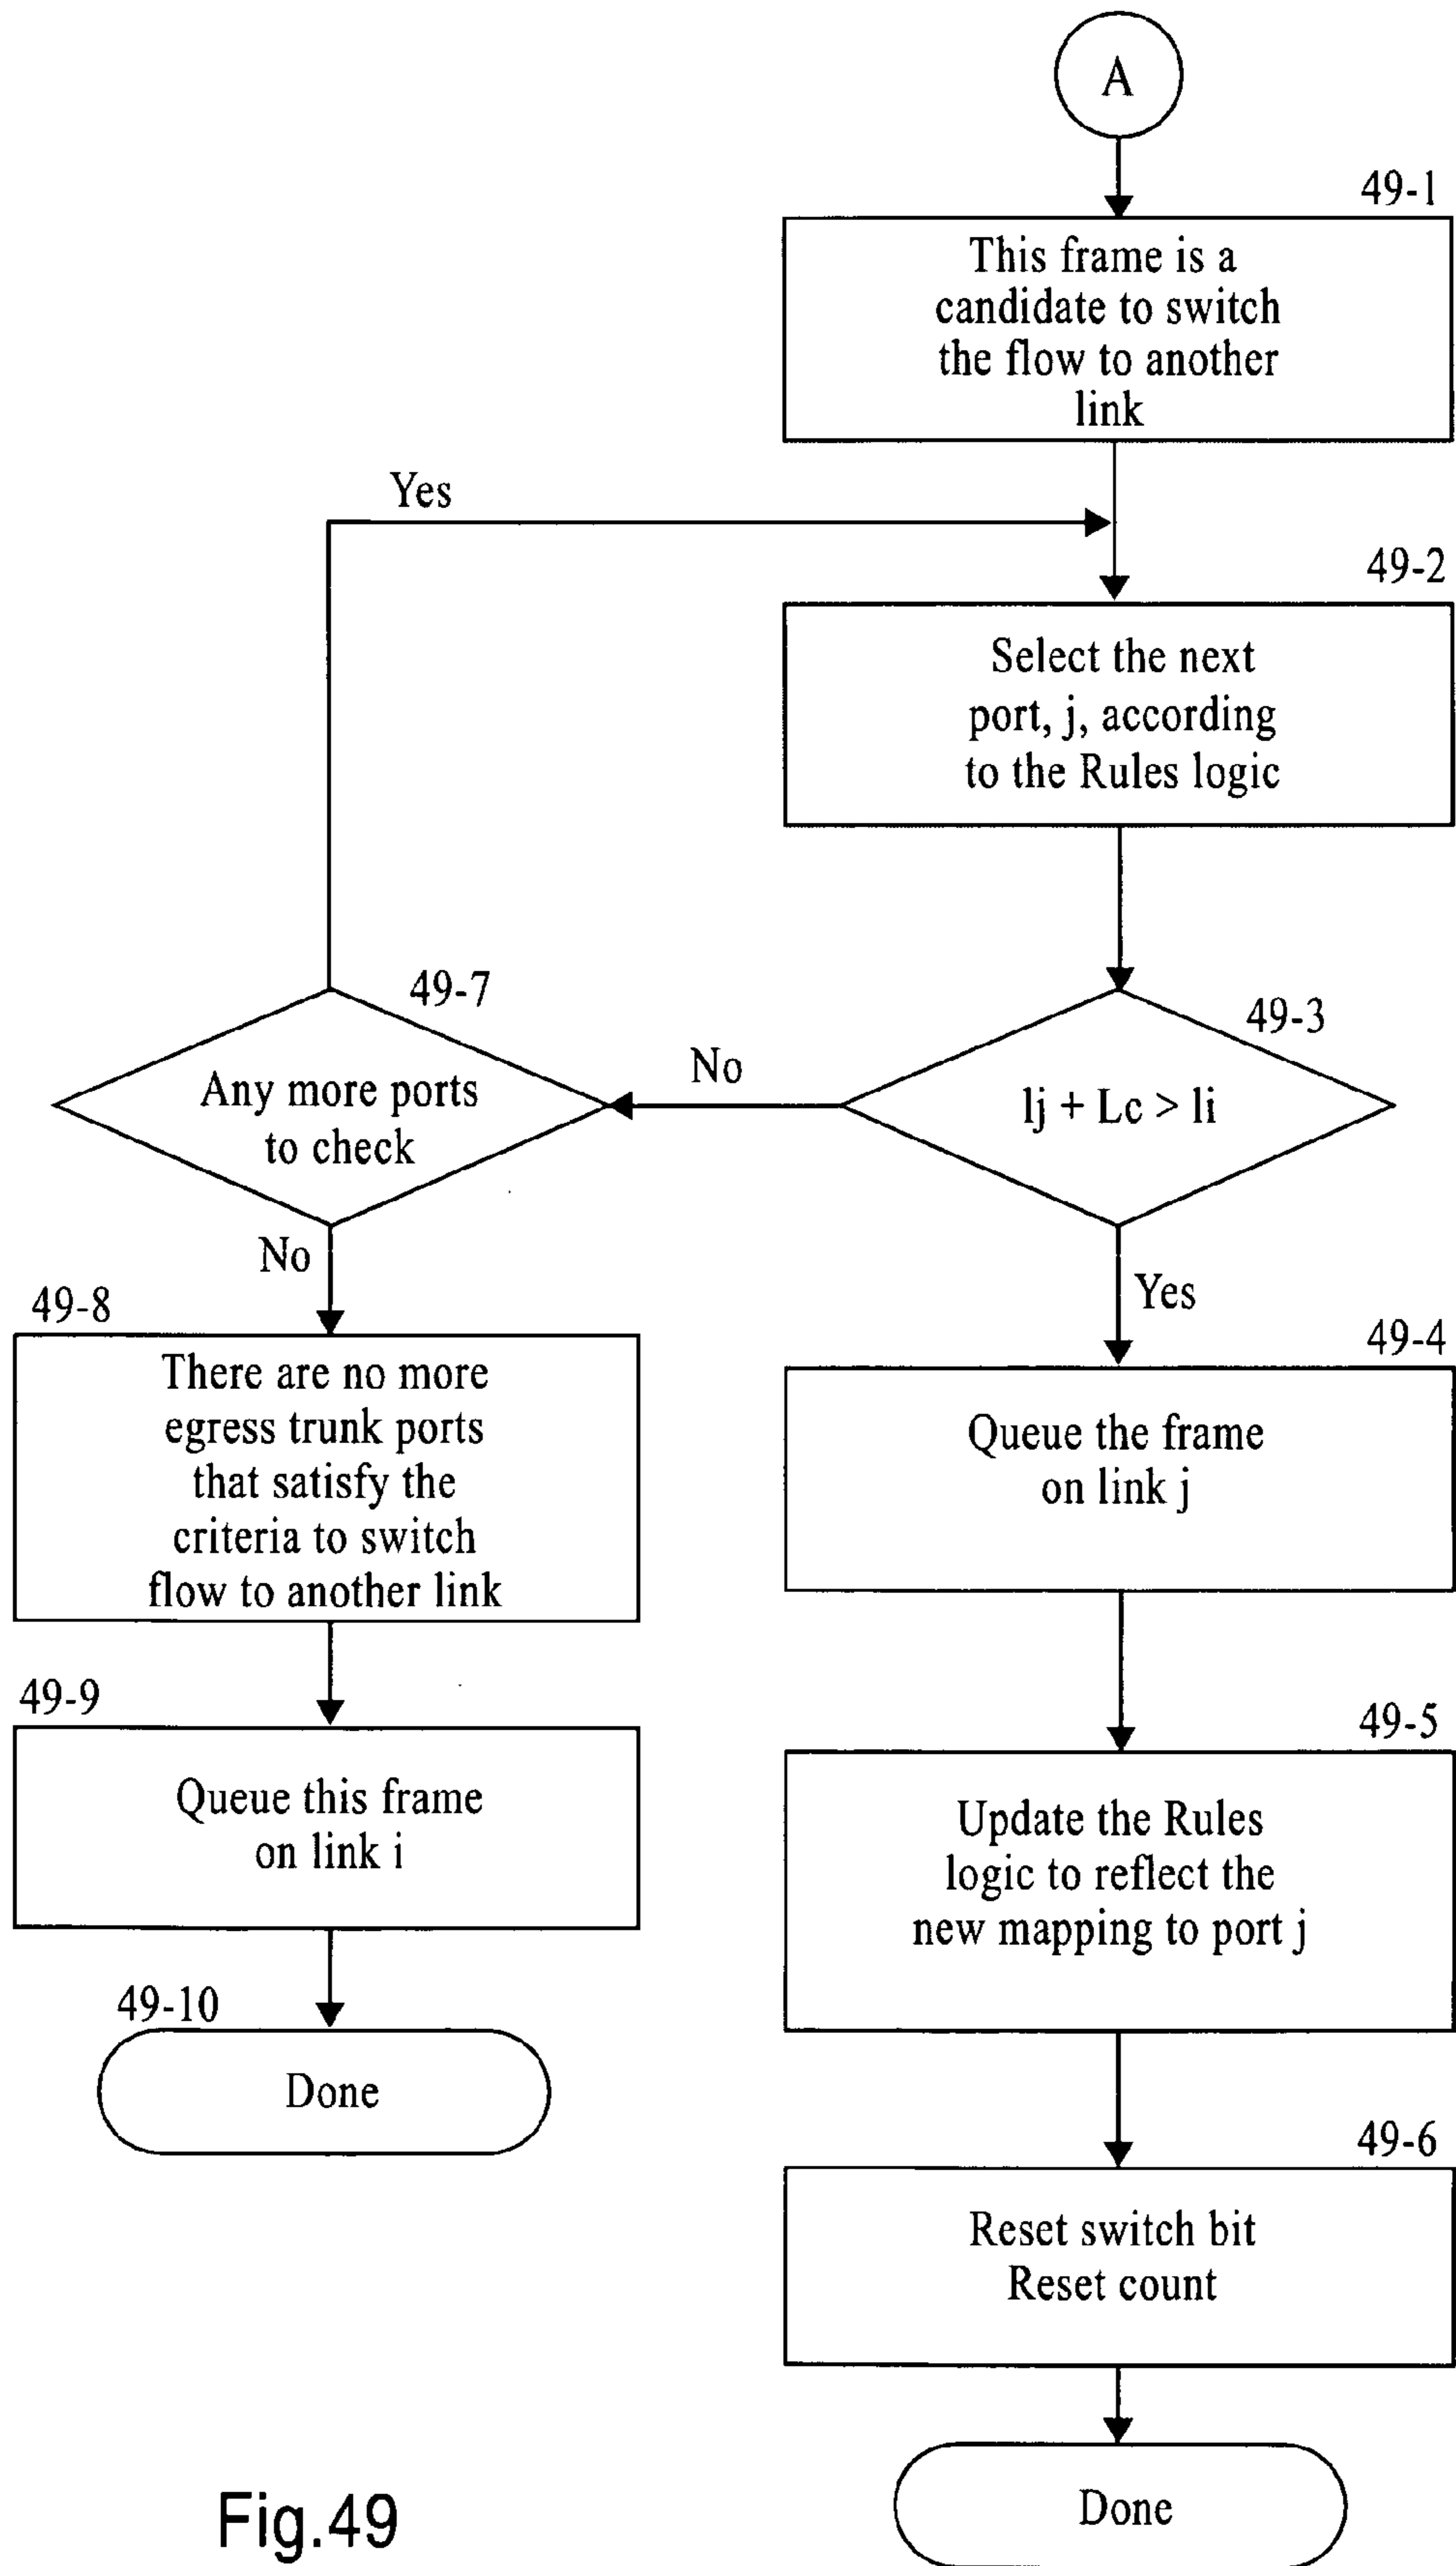 A
49-1
This frame is a
candidate to switch
the flow to another
link
Yes
49-2
Select the next
port, j, according
to the Rules logic
49-7
49-3
Any more ports
to check
No
lj + Lc > li
No
Yes
49-8
There are no more
egress trunk ports
that satisfy the
criteria to switch
flow to another link
49-4
Queue the frame
on link j
49-9
Queue this frame
on link i
49-5
Update the Rules
logic to reflect the
new mapping to port j
49-10
Done
49-6
Reset switch bit
Reset count
Done
Fig.49